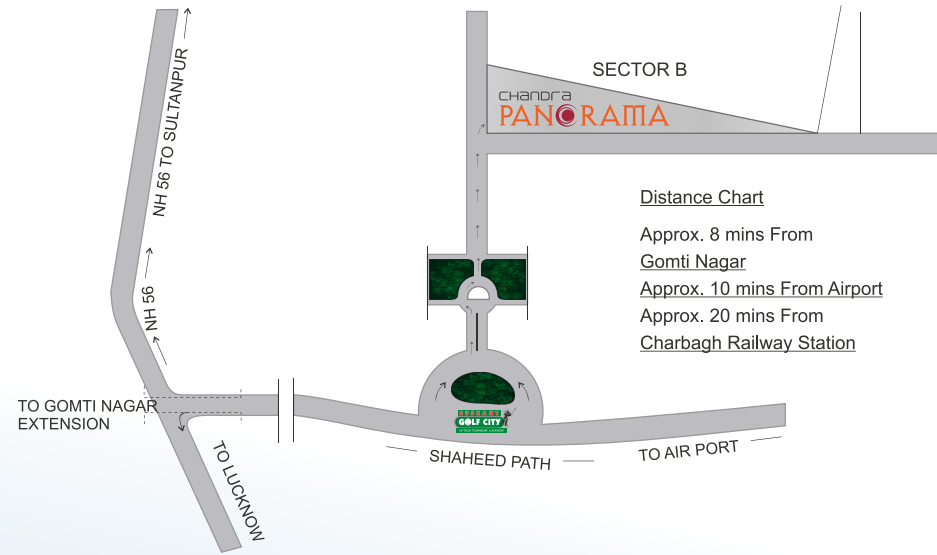 NH 56 TO SULTANPUR
SECTOR B
CHANDRA
PANORAMA
Distance Chart
Approx. 8 mins From
Gomti Nagar
Approx. 10 mins From Airport
Approx. 20 mins From
Charbagh Railway Station
NH 56
TO GOMTI NAGAR
EXTENSION
TO LUCKNOW
SUSHANT
GOLF CITY
SHAHEED PATH
TO AIR PORT